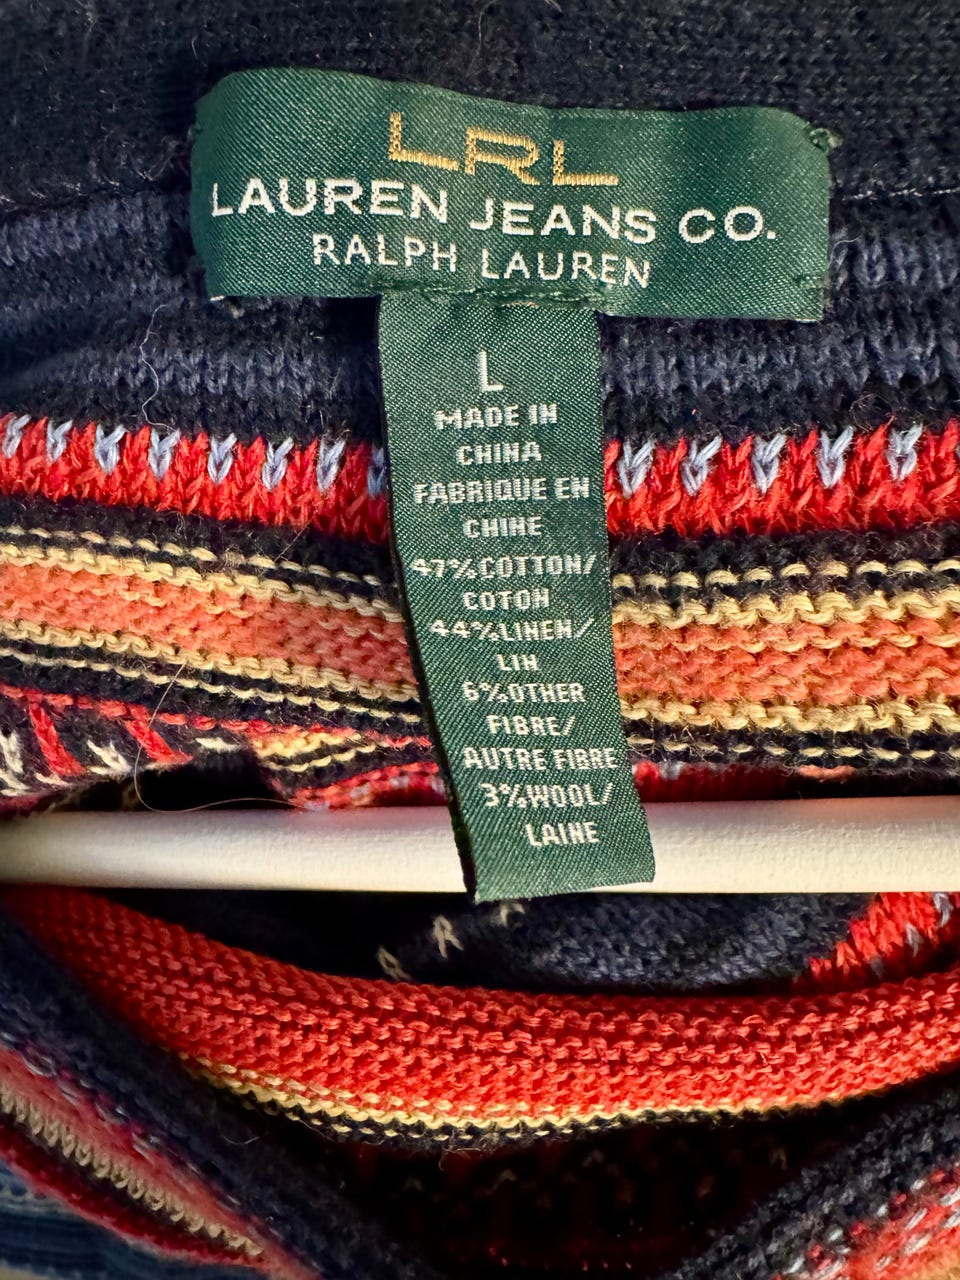 LRL
LAUREN JEANS CO.
RALPH LAUREN
L
MADE IN
CHINA
FABRIQUE EN
CHINE
47%COTTON/
COTON
44%LINEN/
LIN
6%OTHER
FIBRE/
AUTRE FIBRE
3%WOOL/
LAINE